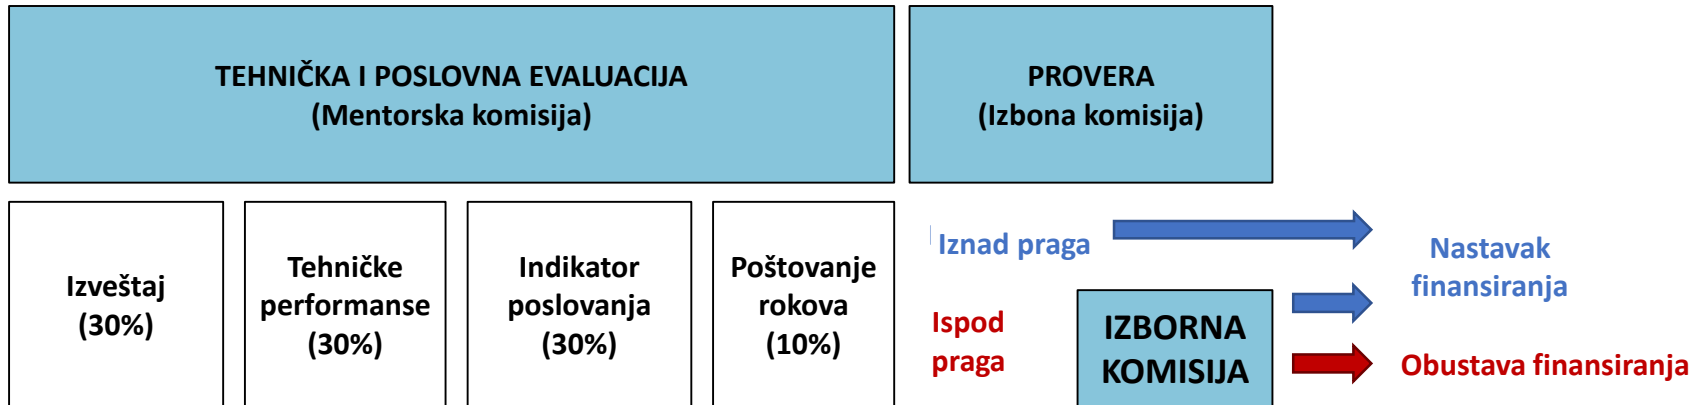 TEHNIČKA I POSLOVNA EVALUACIJA
(Mentorska komisija)
PROVERA
(Izbona komisija)
Izveštaj
(30%)
Tehničke
performanse
(30%)
Indikator
poslovanja
(30%)
Poštovanje
rokova
(10%)
Iznad praga
Nastavak
finansiranja
Ispod
praga
IZBORNA
KOMISIJA
Obustava finansiranja